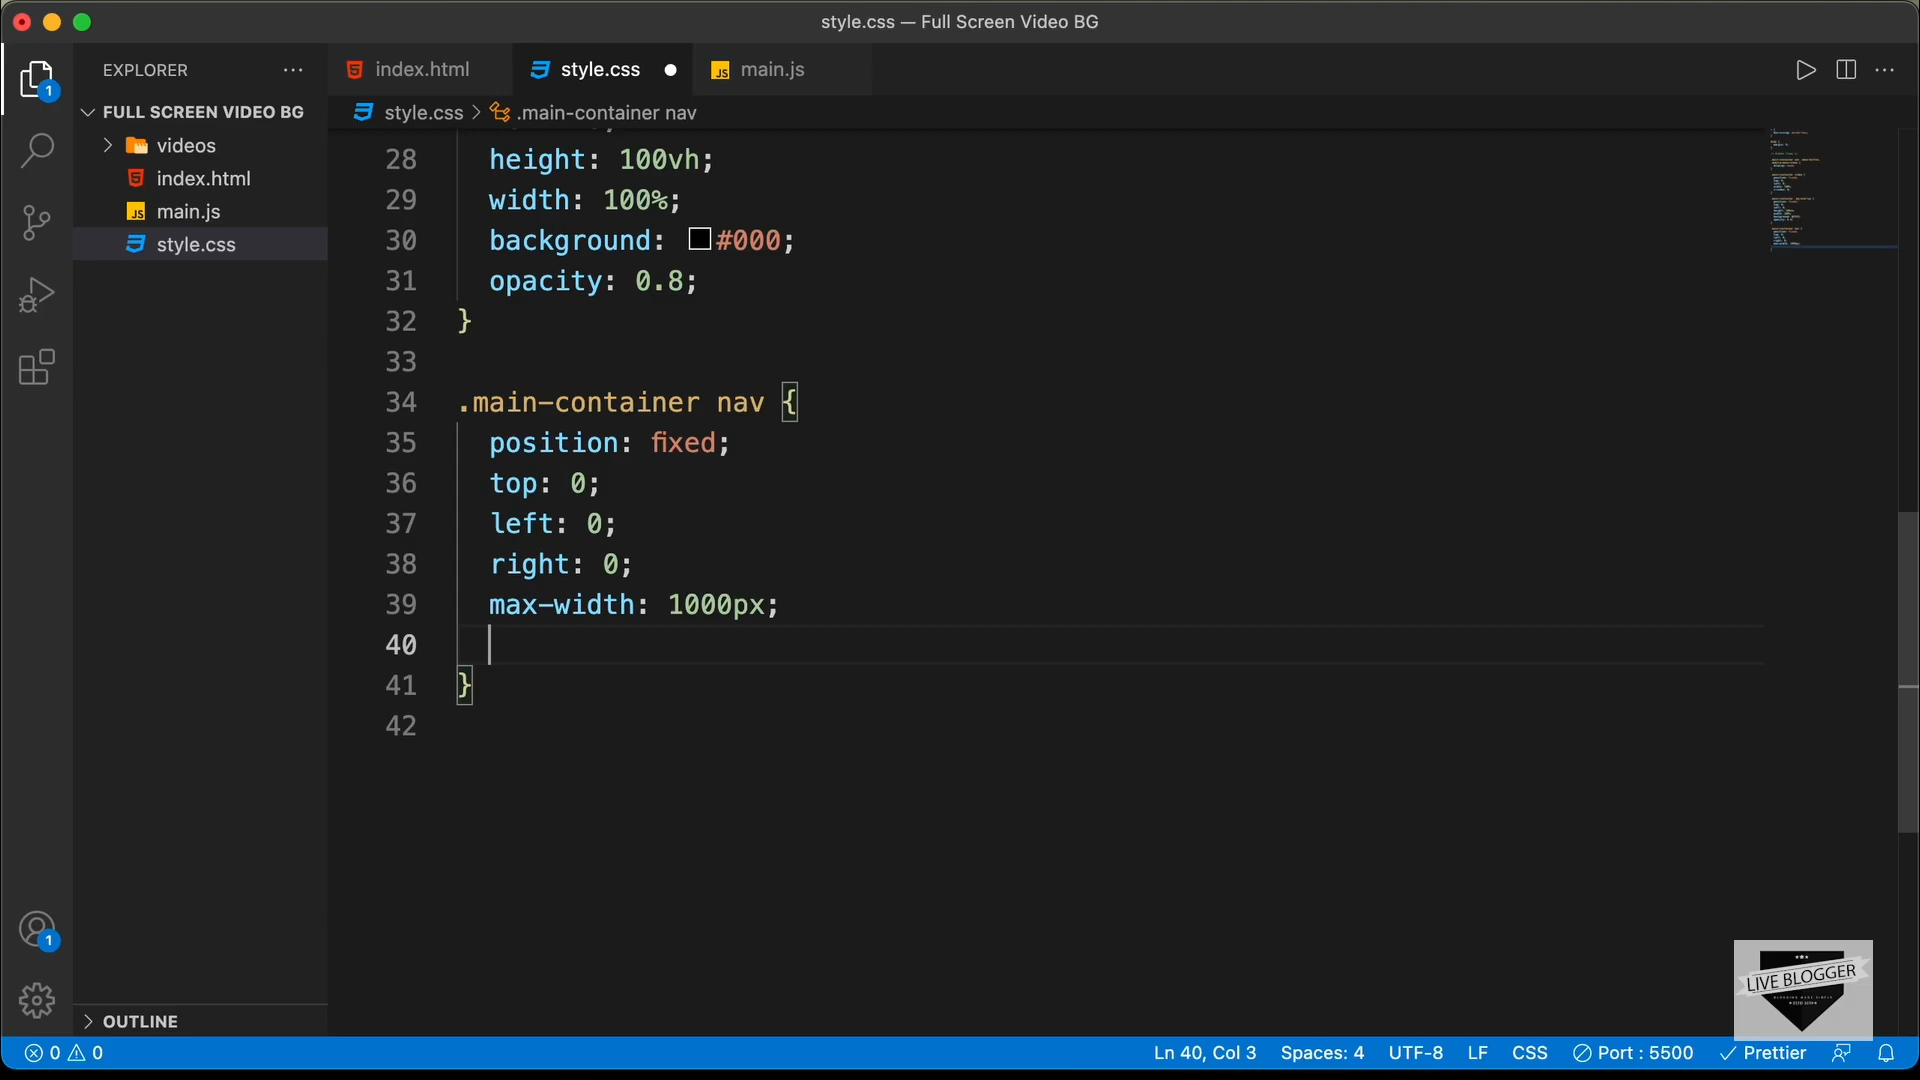 style.css — Full Screen Video BG
EXPLORER
index.html
style.css
main.js
1
FULL SCREEN VIDEO BG
style.css > .main-container nav
videos
index.html
main.js
style.css
28 height: 100vh;
29 width: 100%;
30 background: #000;
31 opacity: 0.8;
32 }
33
34 .main-container nav {
35 position: fixed;
36 top: 0;
37 left: 0;
38 right: 0;
39 max-width: 1000px;
40
41 }
42
1
LIVE BLOGGER
OUTLINE
0 0
Ln 40, Col 3 Spaces: 4 UTF-8 LF CSS Port : 5500 Prettier